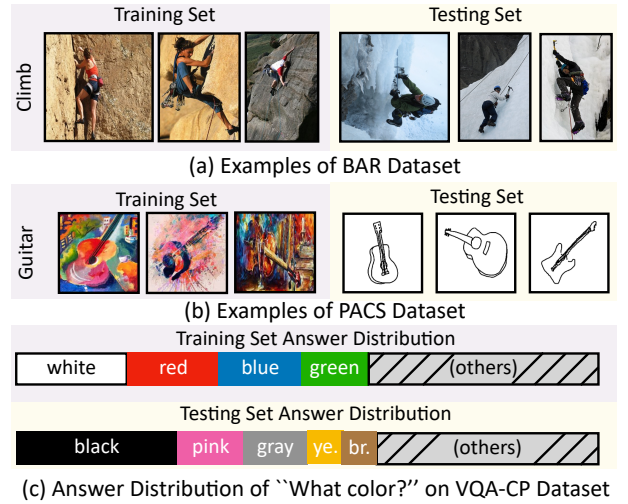 Training Set
Testing Set
Climb
(a) Examples of BAR Dataset
Training Set
Testing Set
Guitar
(b) Examples of PACS Dataset
Training Set Answer Distribution
white red blue green (others)
Testing Set Answer Distribution
black pink gray ye. br. (others)
(c) Answer Distribution of ``What color?'' on VQA-CP Dataset